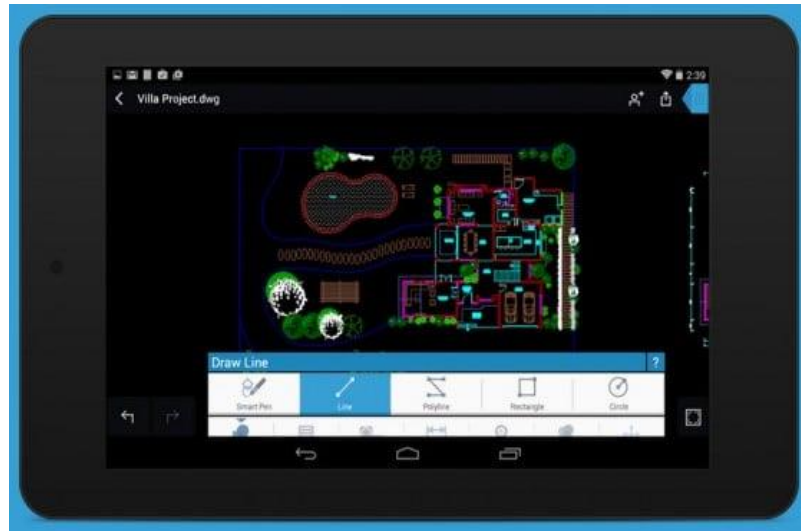 2:39
Villa Project.dwg
Draw Line ?
Smart Pen Line Polyline Rectangle Circle